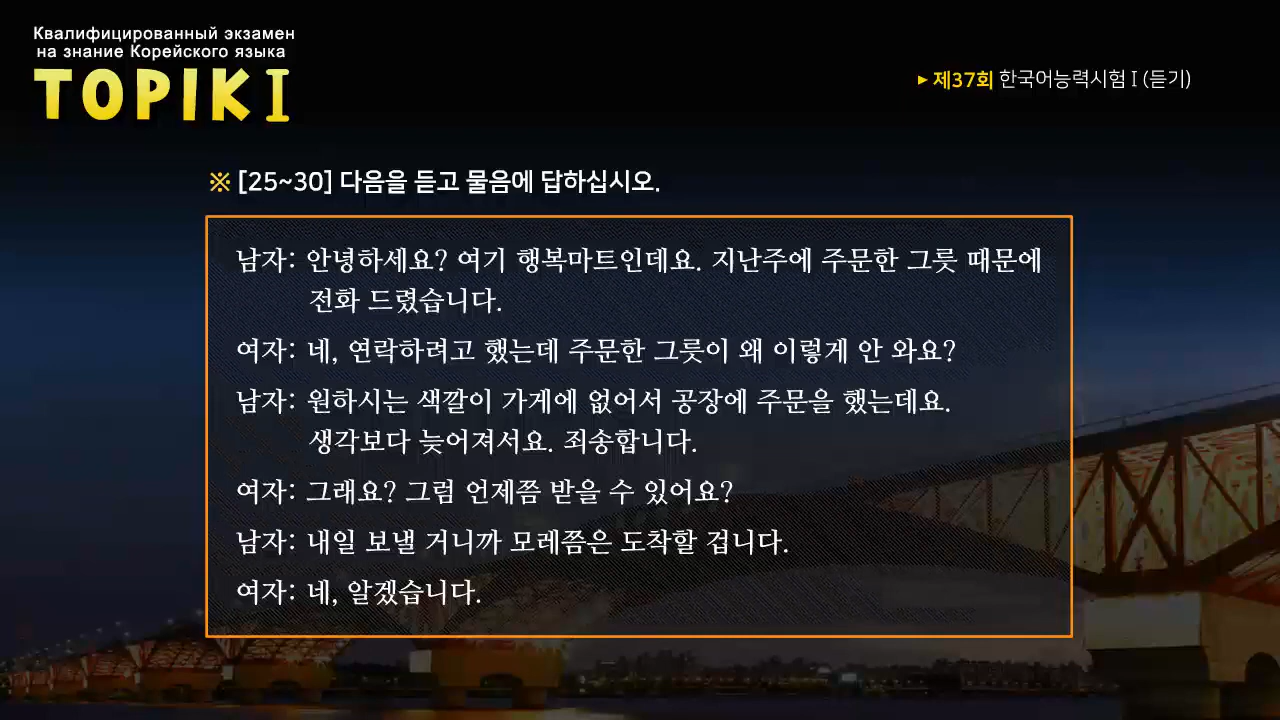 Квалифицированный экзамен
на знание Корейского языка
TOPIK I
▸ 제37회 한국어능력시험 I (듣기)
※ [25~30] 다음을 듣고 물음에 답하십시오.
남자: 안녕하세요? 여기 행복마트인데요. 지난주에 주문한 그릇 때문에
전화 드렸습니다.
여자: 네, 연락하려고 했는데 주문한 그릇이 왜 이렇게 안 와요?
남자: 원하시는 색깔이 가게에 없어서 공장에 주문을 했는데요.
생각보다 늦어져서요. 죄송합니다.
여자: 그래요? 그럼 언제쯤 받을 수 있어요?
남자: 내일 보낼 거니까 모레쯤은 도착할 겁니다.
여자: 네, 알겠습니다.